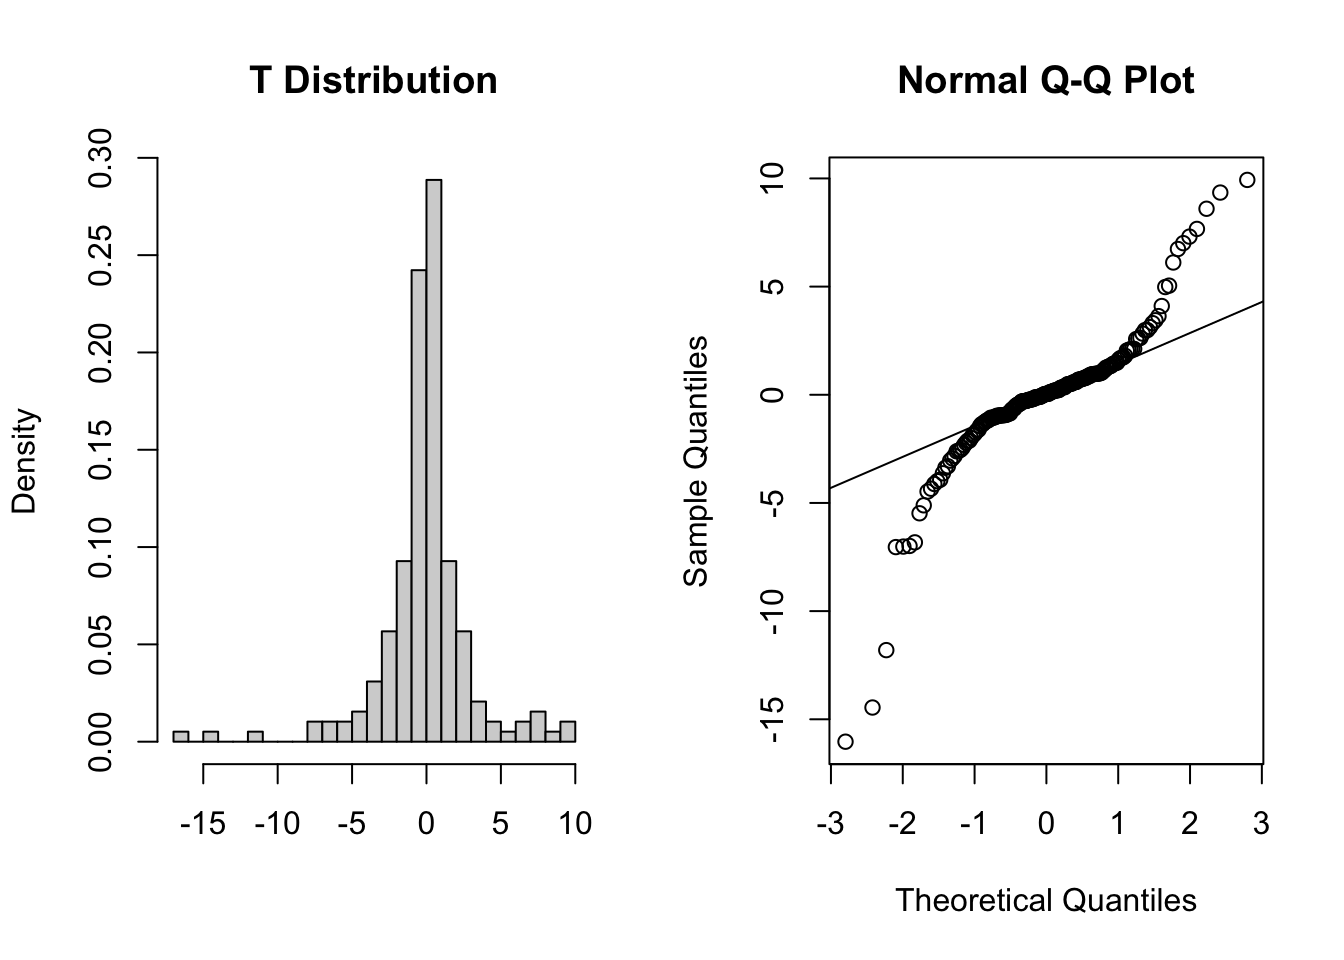 T Distribution
Density
0.00 0.05 0.10 0.15 0.20 0.25 0.30
-15 -10 -5 0 5 10
Normal Q-Q Plot
Sample Quantiles
-15 -10 -5 0 5 10
-3 -2 -1 0 1 2 3
Theoretical Quantiles